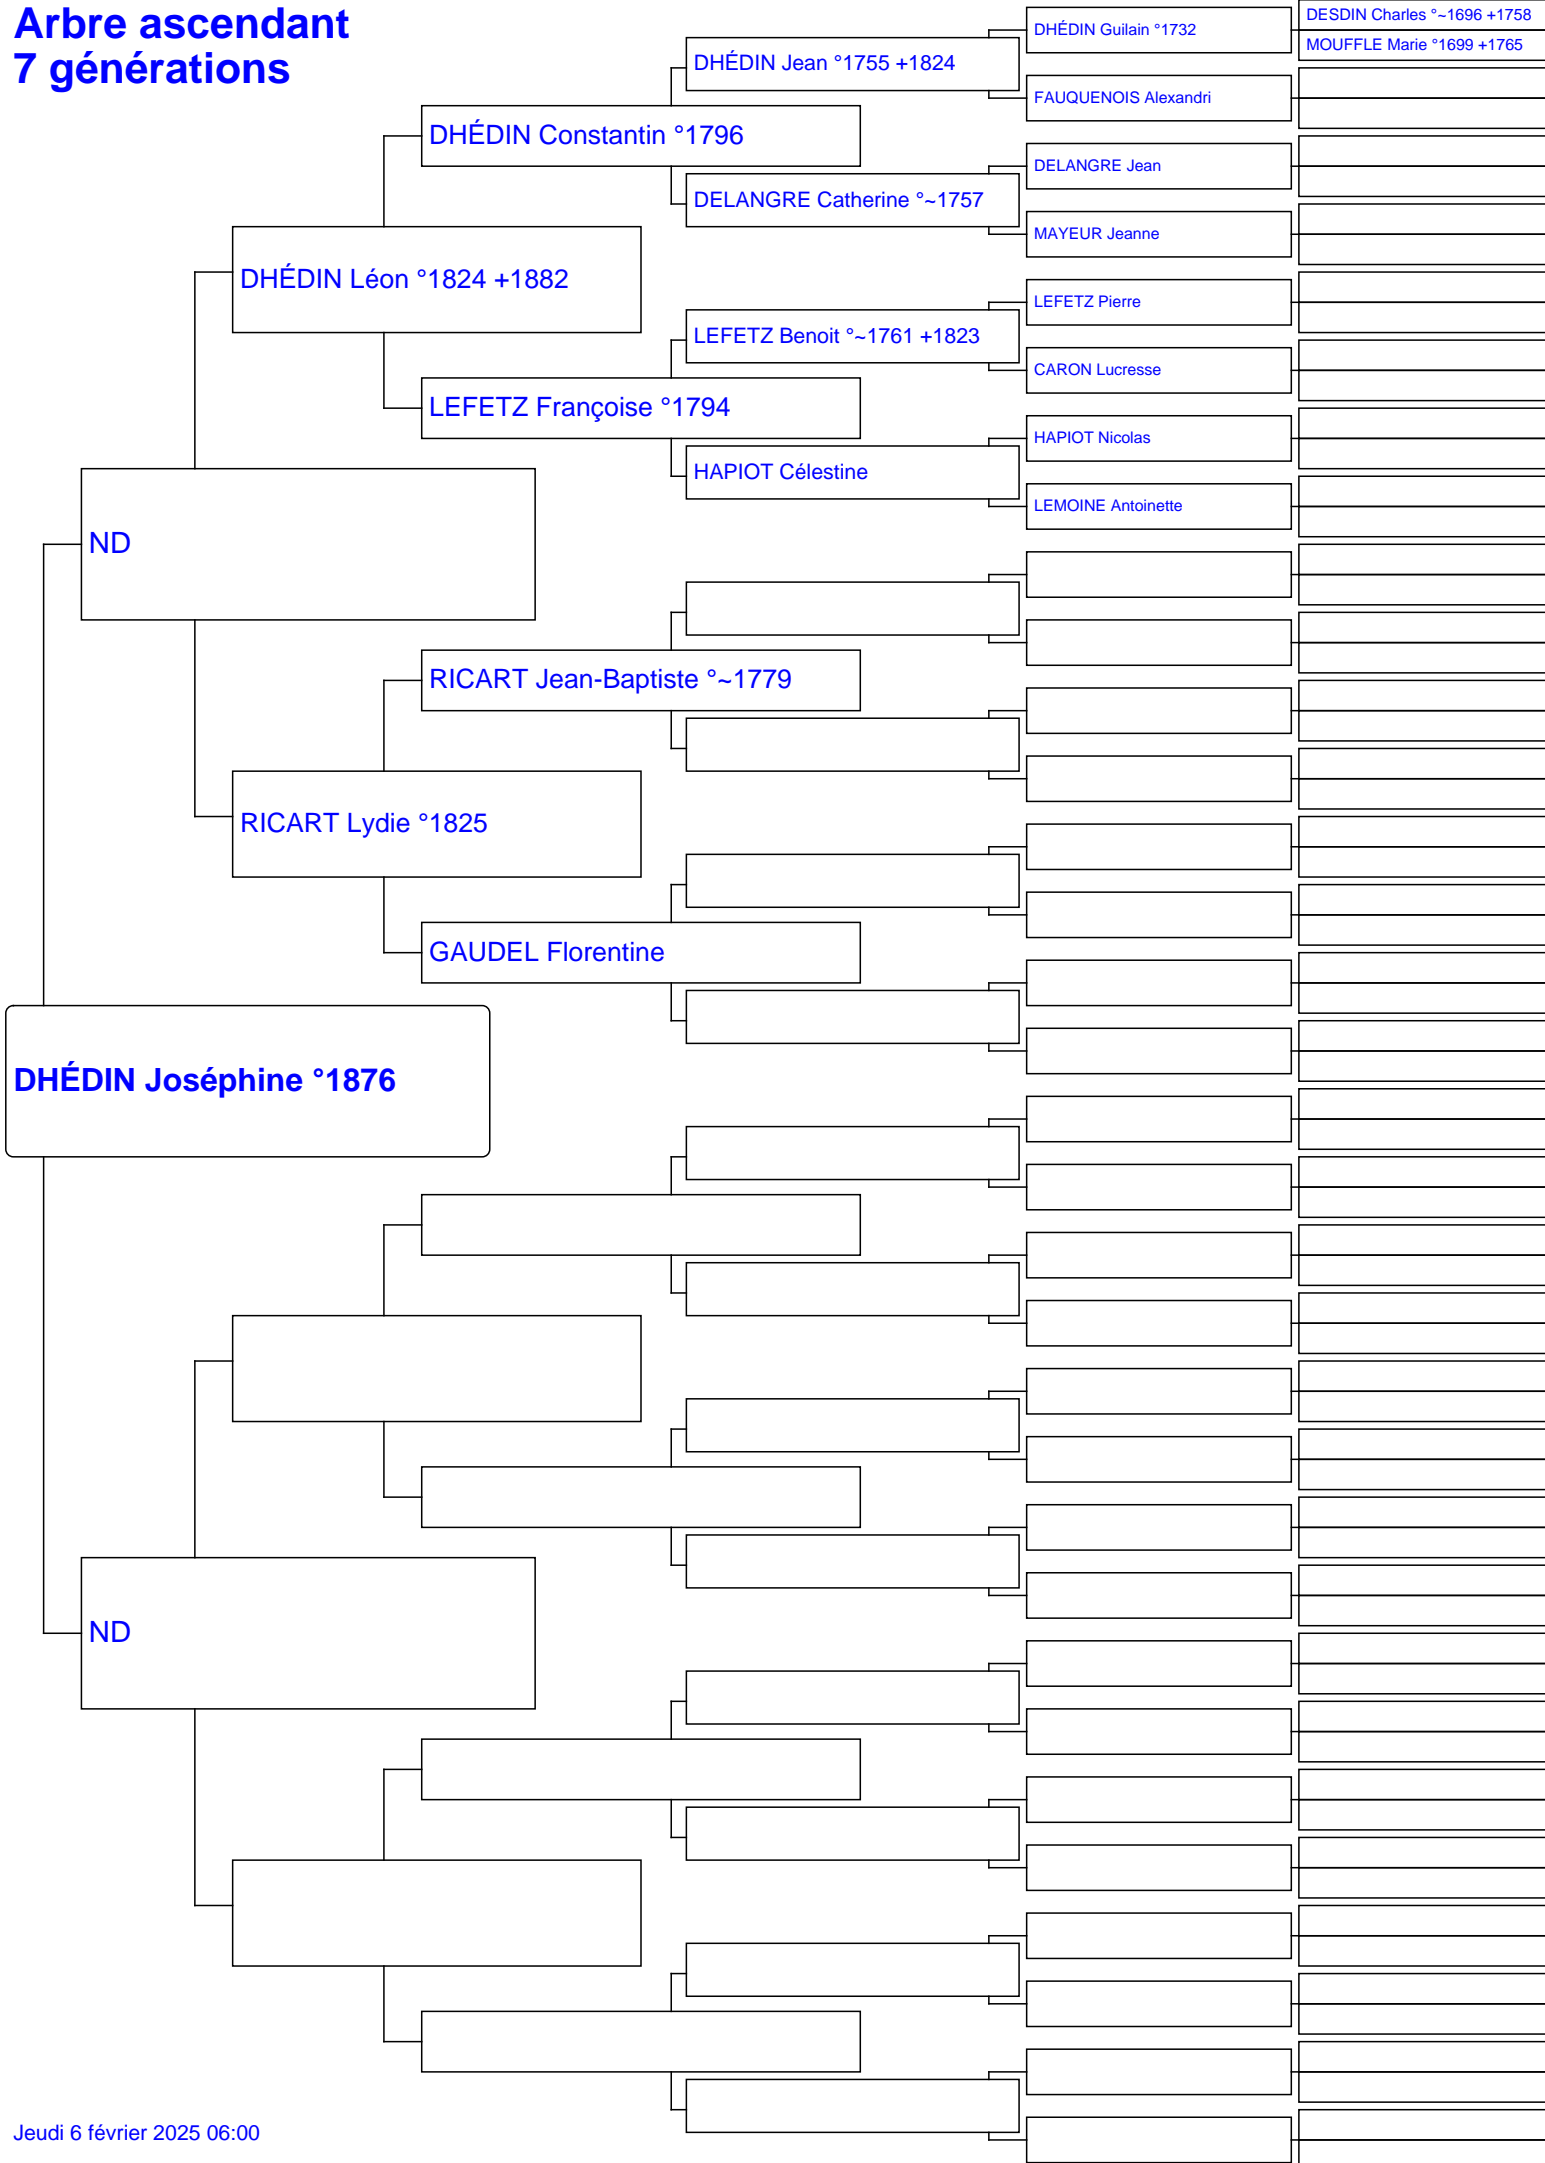 Arbre ascendant
7 générations
DESDIN Charles °~1696 +1758
DHÉDIN Guilain °1732
MOUFFLE Marie °1699 +1765
DHÉDIN Jean °1755 +1824
FAUQUENOIS Alexandri
DHÉDIN Constantin °1796
DELANGRE Jean
DELANGRE Catherine °~1757
MAYEUR Jeanne
DHÉDIN Léon °1824 +1882
LEFETZ Pierre
LEFETZ Benoit °~1761 +1823
CARON Lucresse
LEFETZ Françoise °1794
HAPIOT Nicolas
HAPIOT Célestine
LEMOINE Antoinette
ND
RICART Jean-Baptiste °~1779
RICART Lydie °1825
GAUDEL Florentine
DHÉDIN Joséphine °1876
ND
Jeudi 6 février 2025 06:00